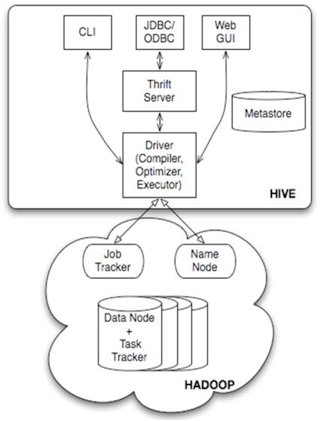 CLI
JDBC/
ODBC
Web
GUI
Thrift
Server
Metastore
Driver
(Compiler,
Optimizer,
Executor)
HIVE
Job
Tracker
Name
Node
Data Node
+
Task
Tracker
HADOOP